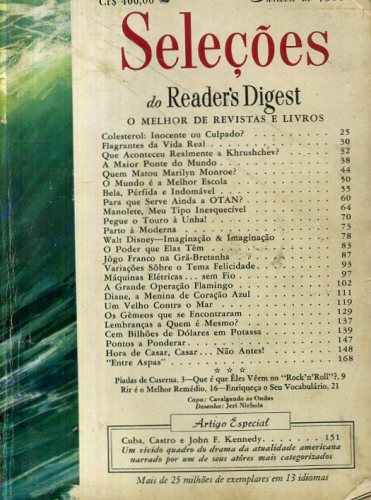 Cr$ 400,00
Seleções
do Reader's Digest
O MELHOR DE REVISTAS E LIVROS
Colesterol: Inocente ou Culpado? 25
Flagrantes da Vida Real 30
Que Aconteceu Realmente a Khrushchev? 32
A Maior Ponte do Mundo 38
Quem Matou Marilyn Monroe? 44
O Mundo é a Melhor Escola 50
Bela, Pérfida e Indomável 55
Para que Serve Ainda a OTAN? 60
Manolete, Meu Tipo Inesquecível 64
Pegue o Touro à Unha! 70
Parto à Moderna 73
Walt Disney—Imaginação & Imaginação 78
O Poder que Elas Têm 83
Jôgo Franco na Grã-Bretanha 87
Variações Sôbre o Tema Felicidade 93
Máquinas Elétricas... sem Fio 97
A Grande Operação Flamingo 102
Diane, a Menina de Coração Azul 111
Um Velho Contra o Mar 119
Os Gêmeos que se Encontraram 129
Lembranças a Quem é Mesmo? 137
Cem Bilhões de Dólares em Potassa 139
Pontos a Ponderar 147
Hora de Casar, Casar... Não Antes! 148
"Entre Aspas" 168
Piadas de Caserna, 3—Que é que Êles Vêem no "Rock'n'Roll"?, 9
Rir é o Melhor Remédio, 16—Enriqueça o Seu Vocabulário, 21
Capa: Cavalgando as Ondas
Desenho: Jeri Nichols
Artigo Especial
Cuba, Castro e John F. Kennedy 151
Um vívido quadro do drama da atualidade americana
narrado por um de seus atôres mais categorizados
Mais de 25 milhões de exemplares em 13 idiomas